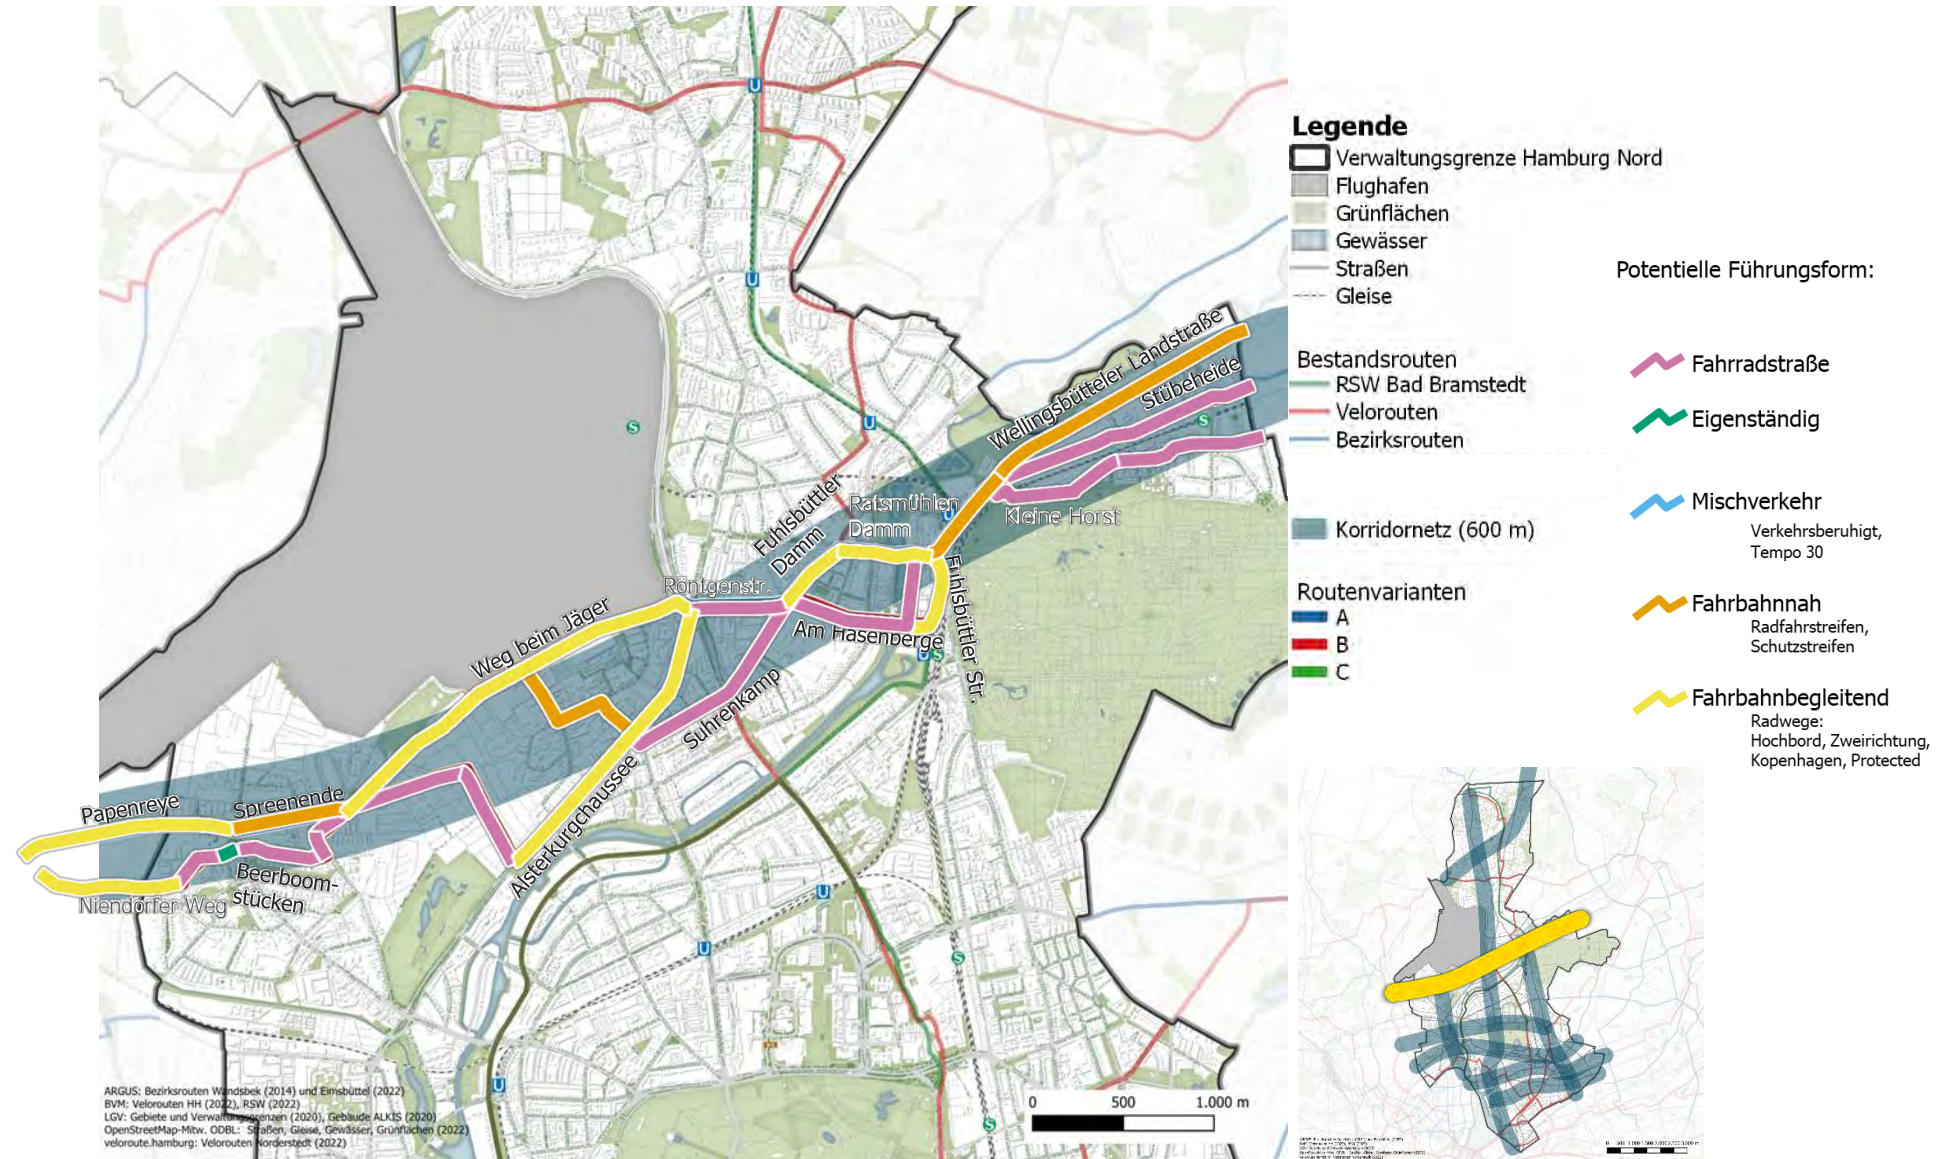 Legende
Verwaltungsgrenze Hamburg Nord
Flughafen
Grünflächen
Gewässer
Straßen
Gleise
Bestandsrouten
RSW Bad Bramstedt
Velorouten
Bezirksrouten
Korridornetz (600 m)
Routenvarianten
A
B
C
Potentielle Führungsform:
Fahrradstraße
Eigenständig
Mischverkehr
Verkehrsberuhigt,
Tempo 30
Fahrbahnnah
Radfahrstreifen,
Schutzstreifen
Fahrbahnbegleitend
Radwege:
Hochbord, Zweirichtung,
Kopenhagen, Protected
U
U
U
S
S
Wellingsbütteler Landstraße
Stübeheide
Kleine Horst
Ratsmühlen
Damm
Fuhlsbüttler
Damm
Röntgenstr.
Am Hasenberge
Fuhlsbüttler Str.
U
U
S
Weg beim Jäger
Suhrenkamp
Alsterkurgchaussee
Papenreye
Spreenende
Beerboom-
stücken
Niendorfer Weg
U
U
S
U
S
ARGUS: Bezirksrouten Wandsbek (2014) und Eimsbüttel (2022)
BVM: Velorouten HH (2022), RSW (2022)
LGV: Gebiete und Verwaltungsgrenzen (2020), Gebäude ALKIS (2020)
OpenStreetMap-Mitw. ODBL: Straßen, Gleise, Gewässer, Grünflächen (2022)
veloroute.hamburg: Velorouten Norderstedt (2022)
0 500 1.000 m